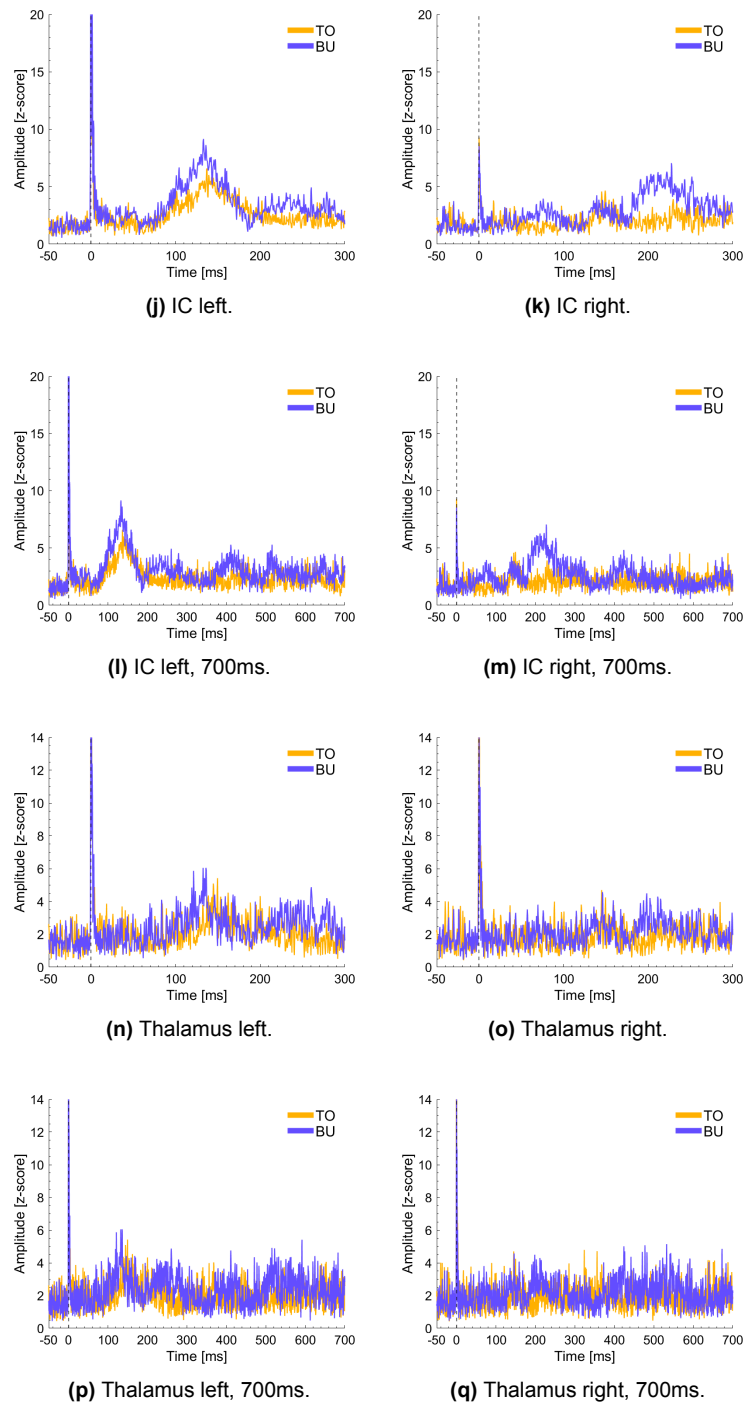 20
15
10
5
0
Amplitude [z-score]
TO
BU
-50 0 100 200 300
Time [ms]
(j) IC left.
20
15
10
5
0
Amplitude [z-score]
TO
BU
-50 0 100 200 300
Time [ms]
(k) IC right.
20
15
10
5
0
Amplitude [z-score]
TO
BU
-50 0 100 200 300 400 500 600 700
Time [ms]
(l) IC left, 700ms.
20
15
10
5
0
Amplitude [z-score]
TO
BU
-50 0 100 200 300 400 500 600 700
Time [ms]
(m) IC right, 700ms.
14
12
10
8
6
4
2
0
Amplitude [z-score]
TO
BU
-50 0 100 200 300
Time [ms]
(n) Thalamus left.
14
12
10
8
6
4
2
0
Amplitude [z-score]
TO
BU
-50 0 100 200 300
Time [ms]
(o) Thalamus right.
14
12
10
8
6
4
2
0
Amplitude [z-score]
TO
BU
-50 0 100 200 300 400 500 600 700
Time [ms]
(p) Thalamus left, 700ms.
14
12
10
8
6
4
2
0
Amplitude [z-score]
TO
BU
-50 0 100 200 300 400 500 600 700
Time [ms]
(q) Thalamus right, 700ms.